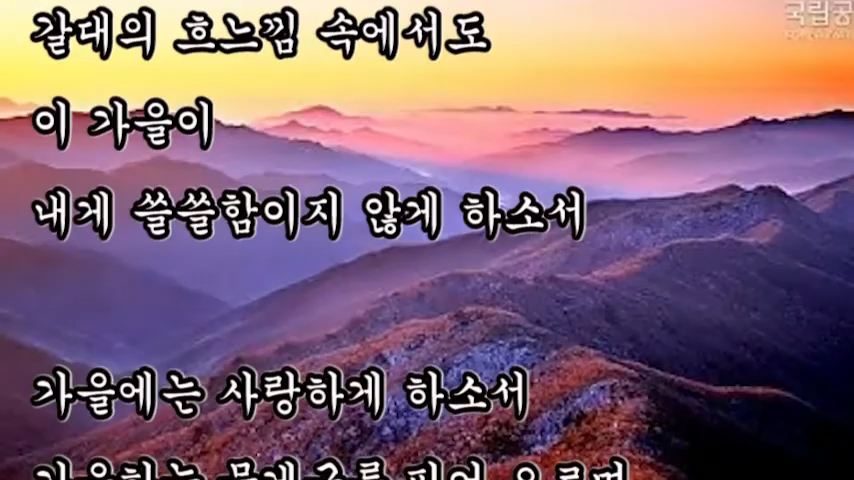 갈대의 흐느낌 속에서도
국립공
이 가을이
내게 쓸쓸함이지 않게 하소서
가을에는 사랑하게 하소서